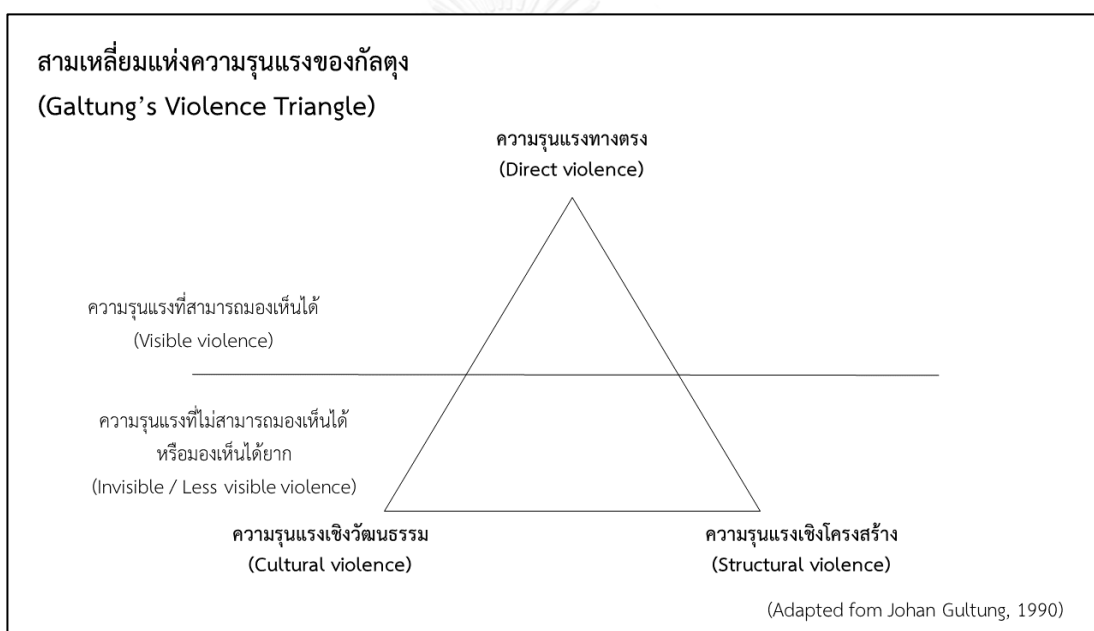 สามเหลี่ยมแห่งความรุนแรงของกัลตุง
(Galtung's Violence Triangle)
ความรุนแรงทางตรง
(Direct violence)
ความรุนแรงที่สามารถมองเห็นได้
(Visible violence)
ความรุนแรงที่ไม่สามารถมองเห็นได้
หรือมองเห็นได้ยาก
(Invisible / Less visible violence)
ความรุนแรงเชิงวัฒนธรรม
(Cultural violence)
ความรุนแรงเชิงโครงสร้าง
(Structural violence)
(Adapted fom Johan Gultung, 1990)